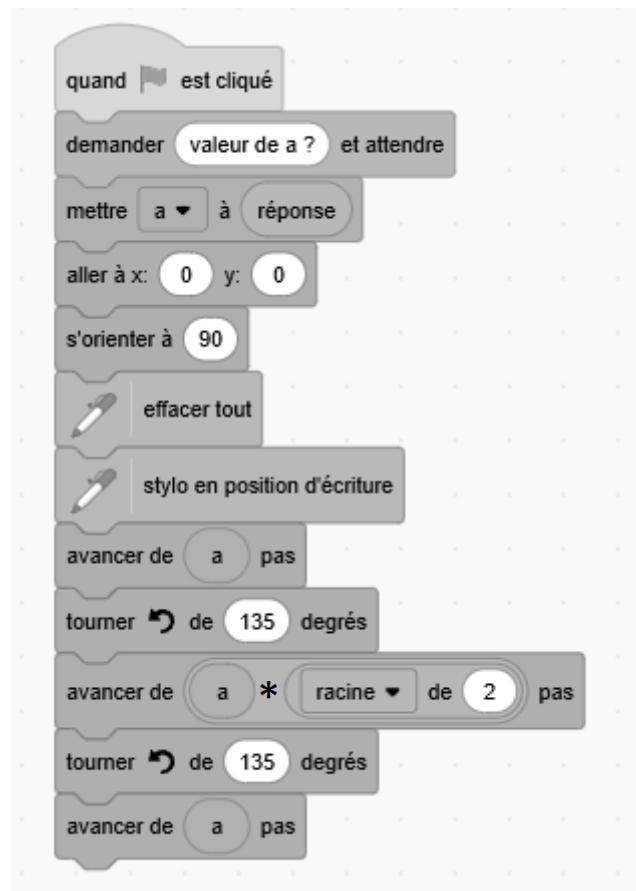 quand est cliqué
demander valeur de a ? et attendre
mettre a à réponse
aller à x: 0 y: 0
s'orienter à 90
effacer tout
stylo en position d'écriture
avancer de a pas
tourner de 135 degrés
avancer de a * racine de 2 pas
tourner de 135 degrés
avancer de a pas